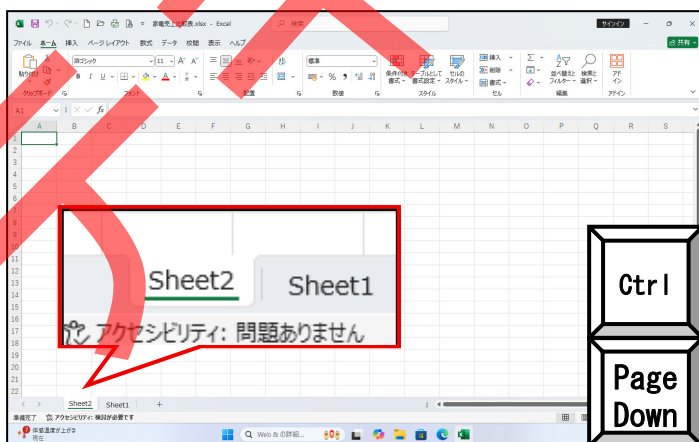 家電売上比較表.xlsx - Excel
検索
サインイン
ファイル ホーム 挿入 ページレイアウト 数式 データ 校閲 表示 ヘルプ
共有
貼り付け
游ゴシック 11 A A
B I U A
標準
% 9
条件付き書式 テーブルとして書式設定 セルのスタイル
挿入
削除
書式
Σ
並べ替えとフィルター 検索と選択
アドイン
クリップボード フォント 配置 数値 スタイル セル 編集 アドイン
A1 fx
A B C D E F G H I J K L M N O P Q R S
1
2
3
4
5
6
7
8
9
10
11
12
13
14
15
16
17
18
19
20
21
22
Sheet2 Sheet1
アクセシビリティ: 問題ありません
Ctrl
Page
Down
Sheet2 Sheet1 +
準備完了 アクセシビリティ: 検討が必要です
体感温度が上がる
現在
Web &の詳細...